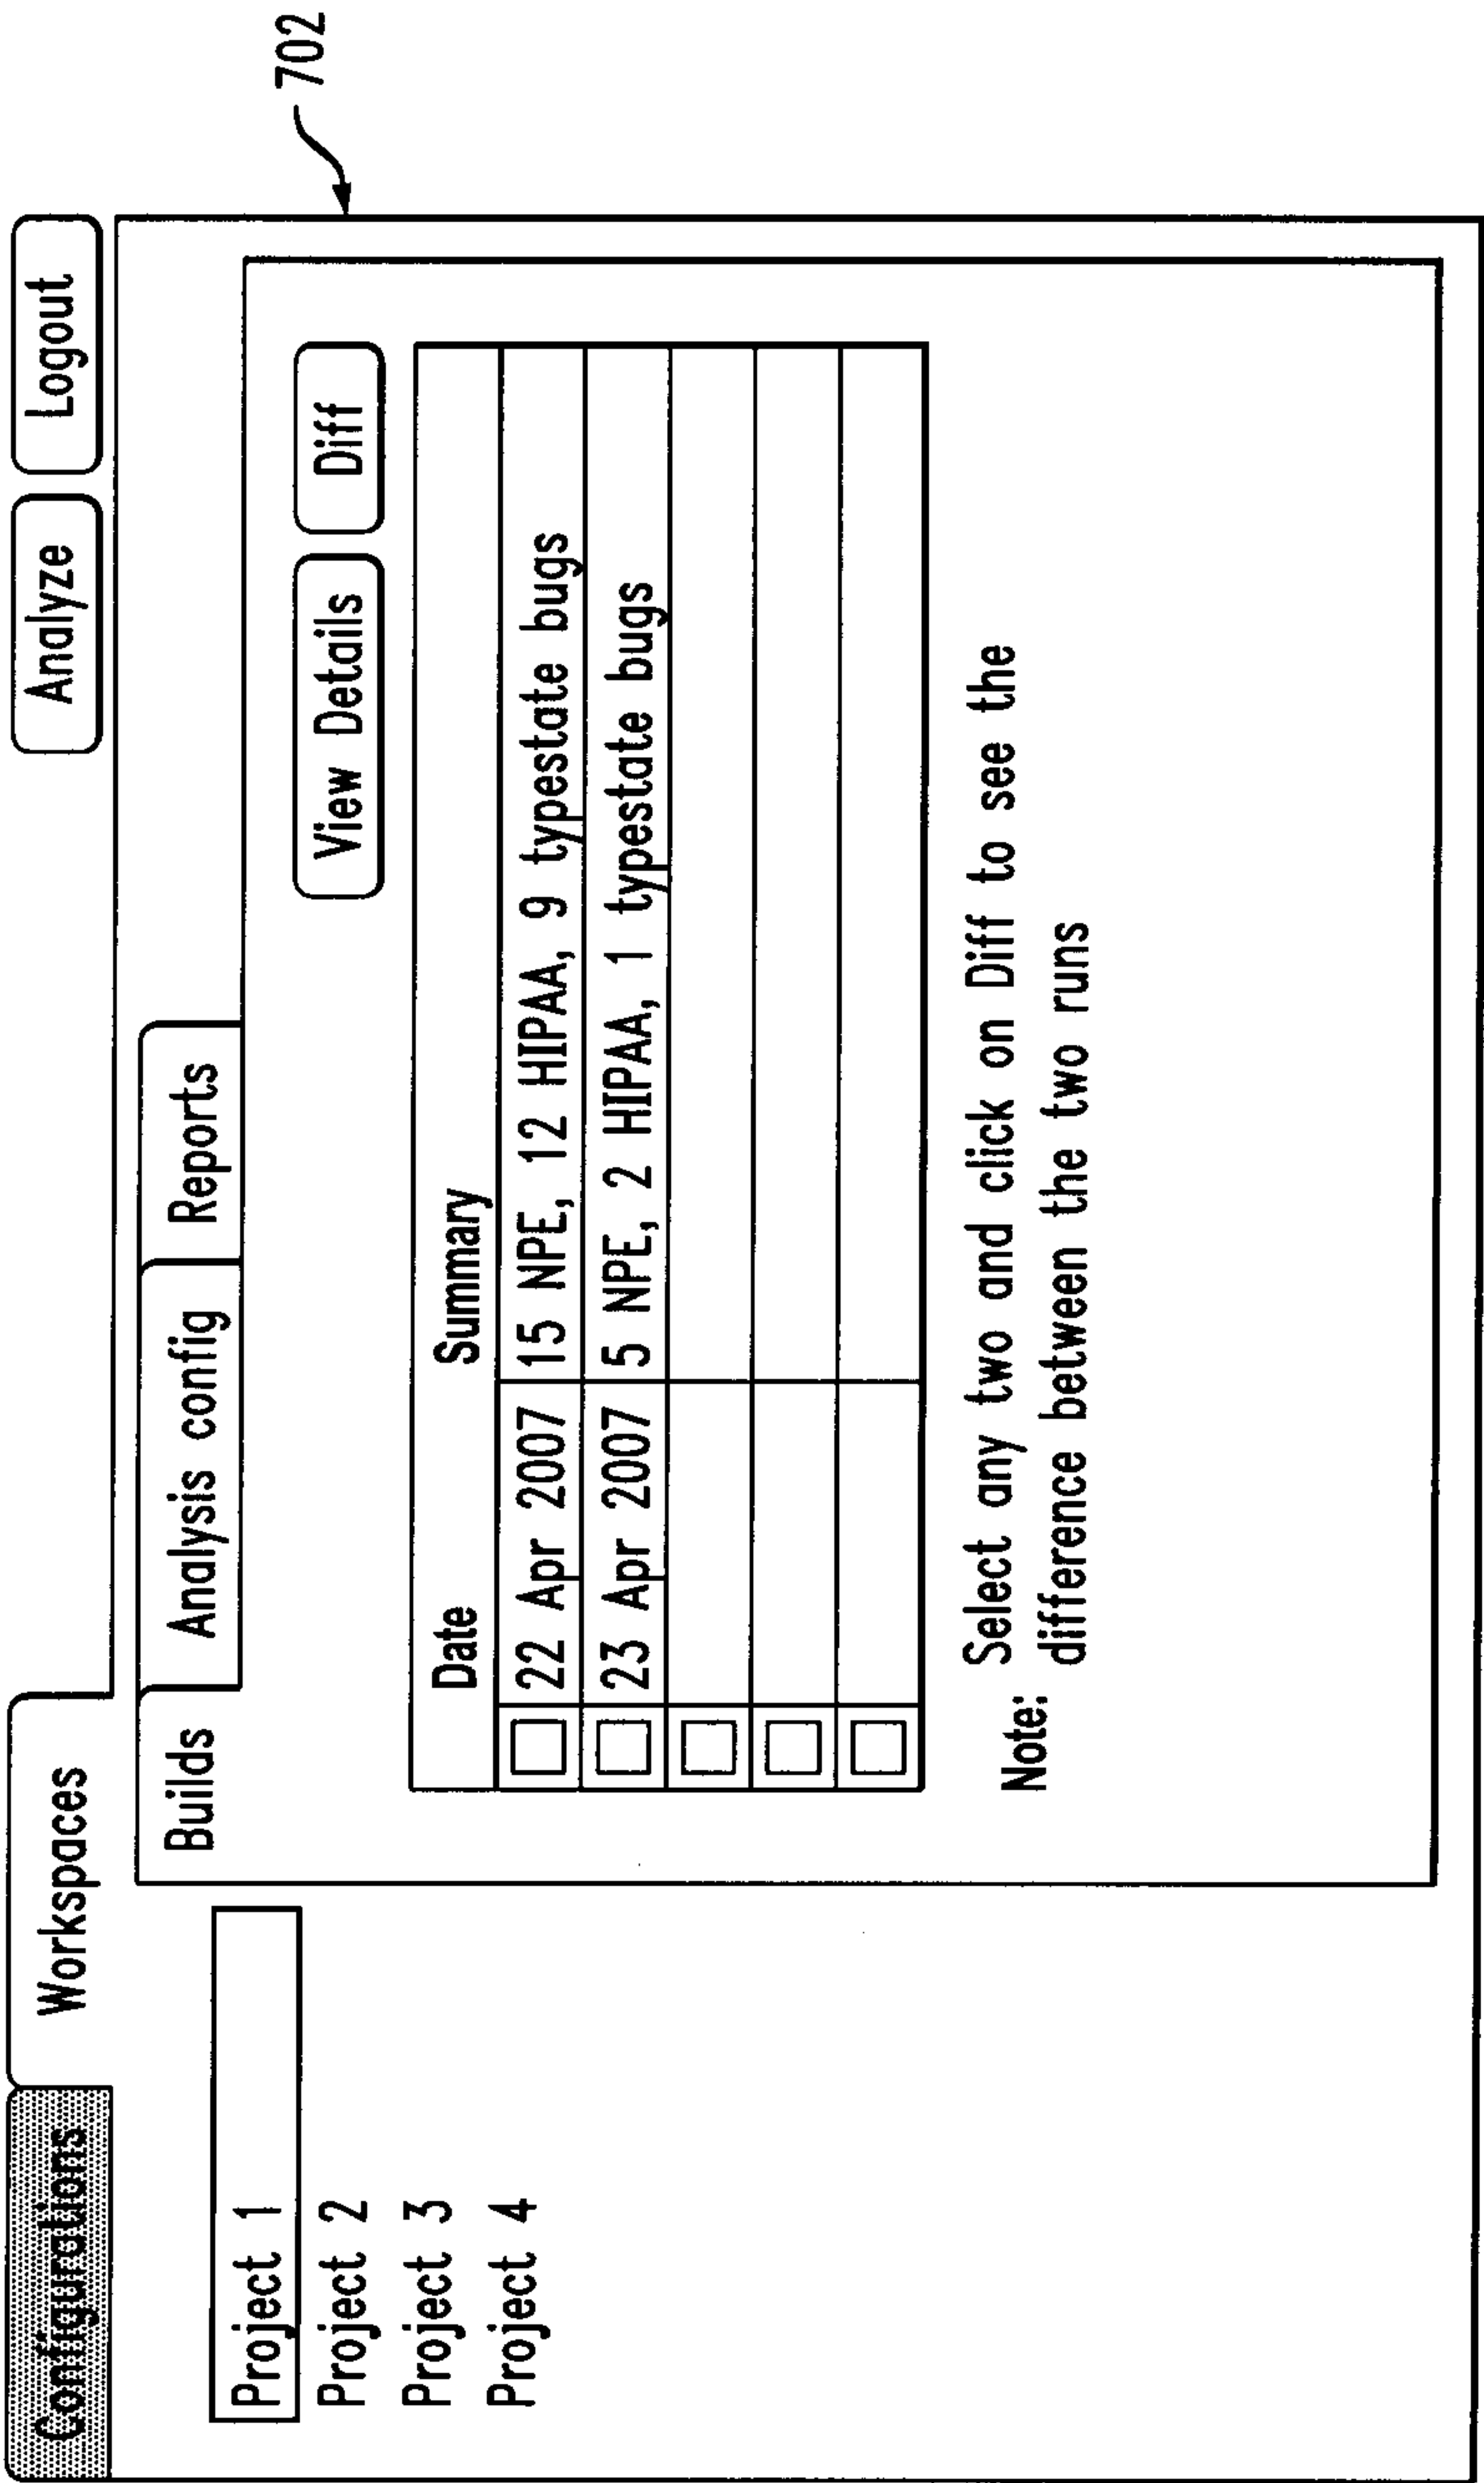 Configurations Workspaces Analyze Logout
702
Builds Analysis config Reports
Project 1
Project 2
Project 3
Project 4
View Details Diff
Date Summary
22 Apr 2007 15 NPE, 12 HIPAA, 9 typestate bugs
23 Apr 2007 5 NPE, 2 HIPAA, 1 typestate bugs
Note: Select any two and click on Diff to see the
difference between the two runs